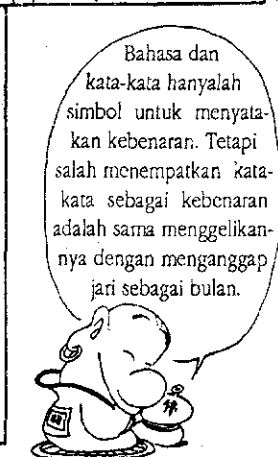 Bahasa dan
kata-kata hanyalah
simbol untuk menyata-
kan kebenaran. Tetapi
salah menempatkan kata-
kata sebagai kebenaran
adalah sama menggelikan-
nya dengan menganggap
jari sebagai bulan.